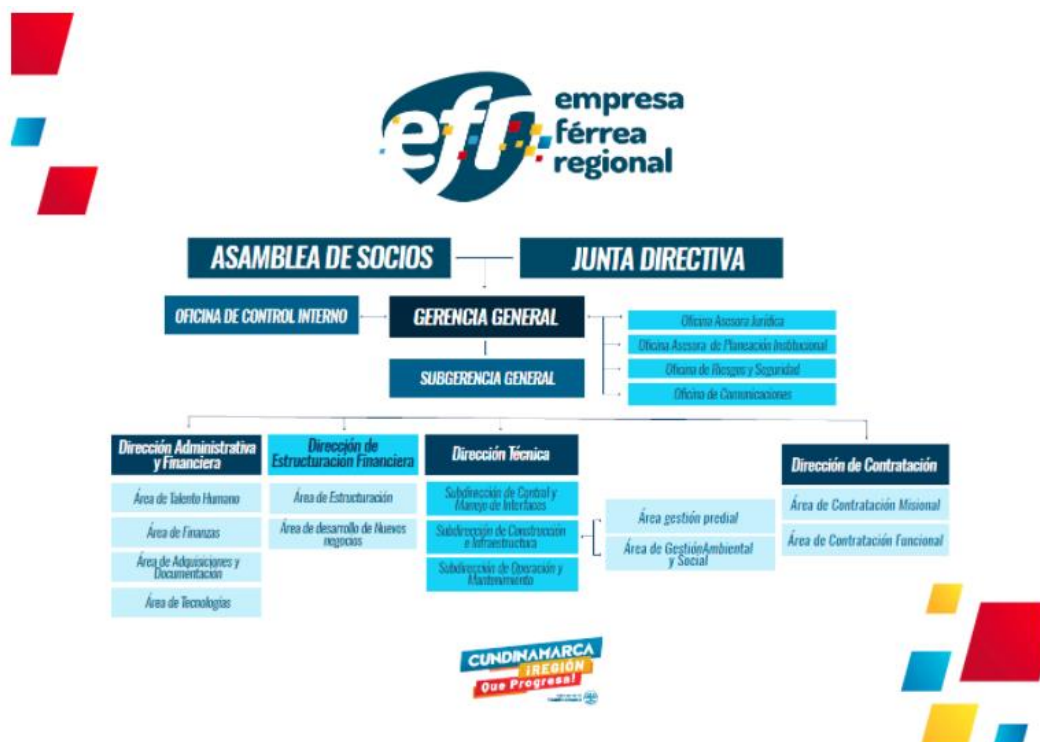 efr
empresa
férrea
regional
ASAMBLEA DE SOCIOS
JUNTA DIRECTIVA
OFICINA DE CONTROL INTERNO
GERENCIA GENERAL
SUBGERENCIA GENERAL
Oficina Asesora Jurídica
Oficina Asesora de Planeación Institucional
Oficina de Riesgos y Seguridad
Oficina de Comunicaciones
Dirección Administrativa
y Financiera
Área de Talento Humano
Área de Finanzas
Área de Adquisiciones y
Documentación
Área de Tecnologías
Dirección de
Estructuración Financiera
Área de Estructuración
Área de desarrollo de Nuevos
negocios
Dirección Técnica
Subdirección de Control y
Manejo de Interfaces
Subdirección de Construcción
e Infraestructura
Subdirección de Operación y
Mantenimiento
Área gestión predial
Área de GestiónAmbiental
y Social
Dirección de Contratación
Área de Contratación Misional
Área de Contratación Funcional
CUNDINAMARCA
¡REGIÓN
Que Progresa!